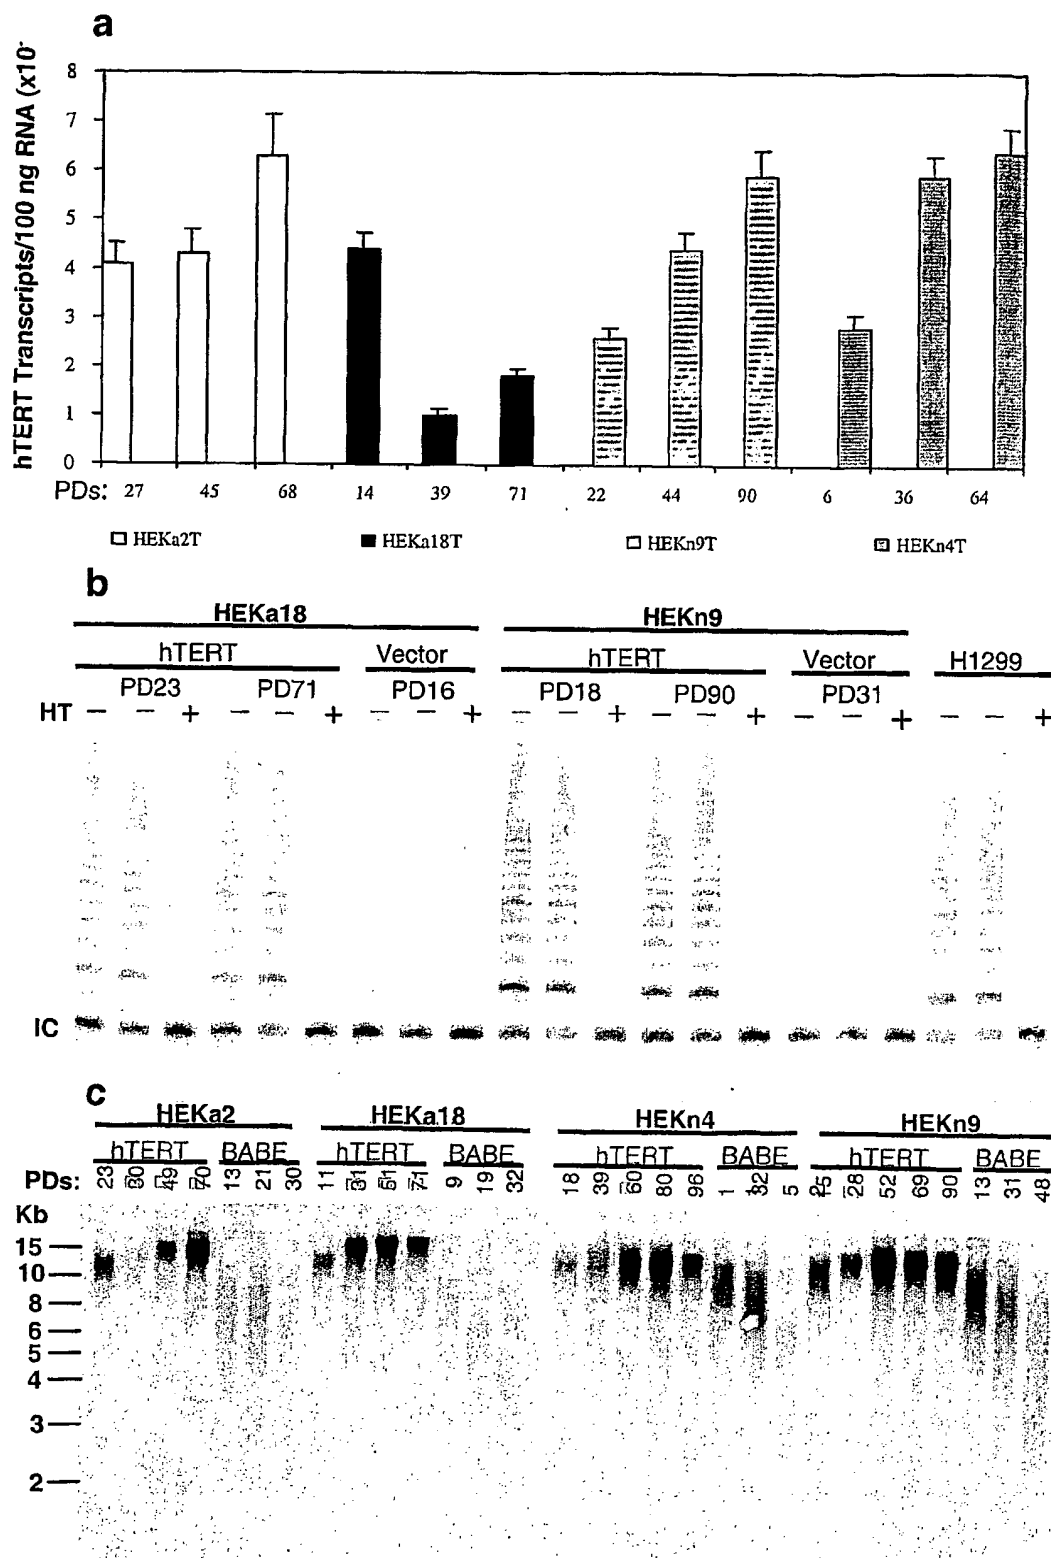 a
hTERT Transcripts/100 ng RNA (x10-
8
7
6
5
4
3
2
1
0
PDs: 27 45 68 14 39 71 22 44 90 6 36 64
HEKa2T HEKa18T HEKn9T HEKn4T
b
HEKa18 HEKn9
hTERT Vector hTERT Vector H1299
PD23 PD71 PD16 PD18 PD90 PD31
HT − − + − − + − − + − − + − − + − − + − − +
IC
c
HEKa2 HEKa18 HEKn4 HEKn9
hTERT BABE hTERT BABE hTERT BABE hTERT BABE
PDs: 23 30 49 70 13 21 30 11 31 51 71 9 19 32 18 39 60 80 96 1 5 28 52 69 90 13 31 48
Kb
15
10
8
6
5
4
3
2